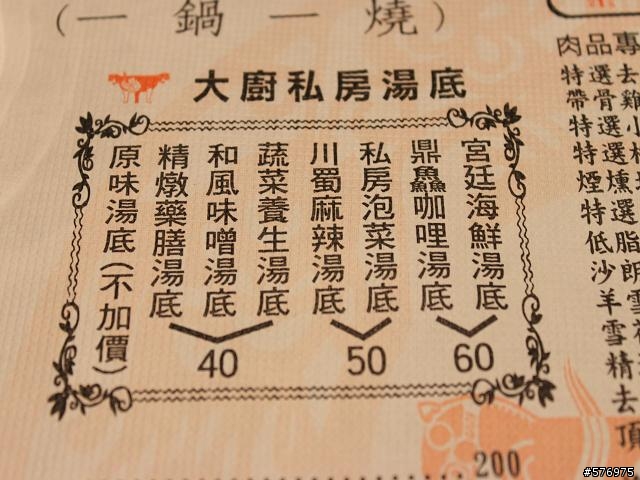 (一鍋一燒)
大廚私房湯底
宮廷海鮮湯底
鼎鱻咖哩湯底
60
私房泡菜湯底
川蜀麻辣湯底
50
蔬菜養生湯底
和風味噌湯底
精燉藥膳湯底
40
原味湯底(不加價)
肉品專
特選去
帶骨雞
特選小
特選
煙燻
特選
低脂
沙朗
羊雪
雪
精
去
頂
200
#576975